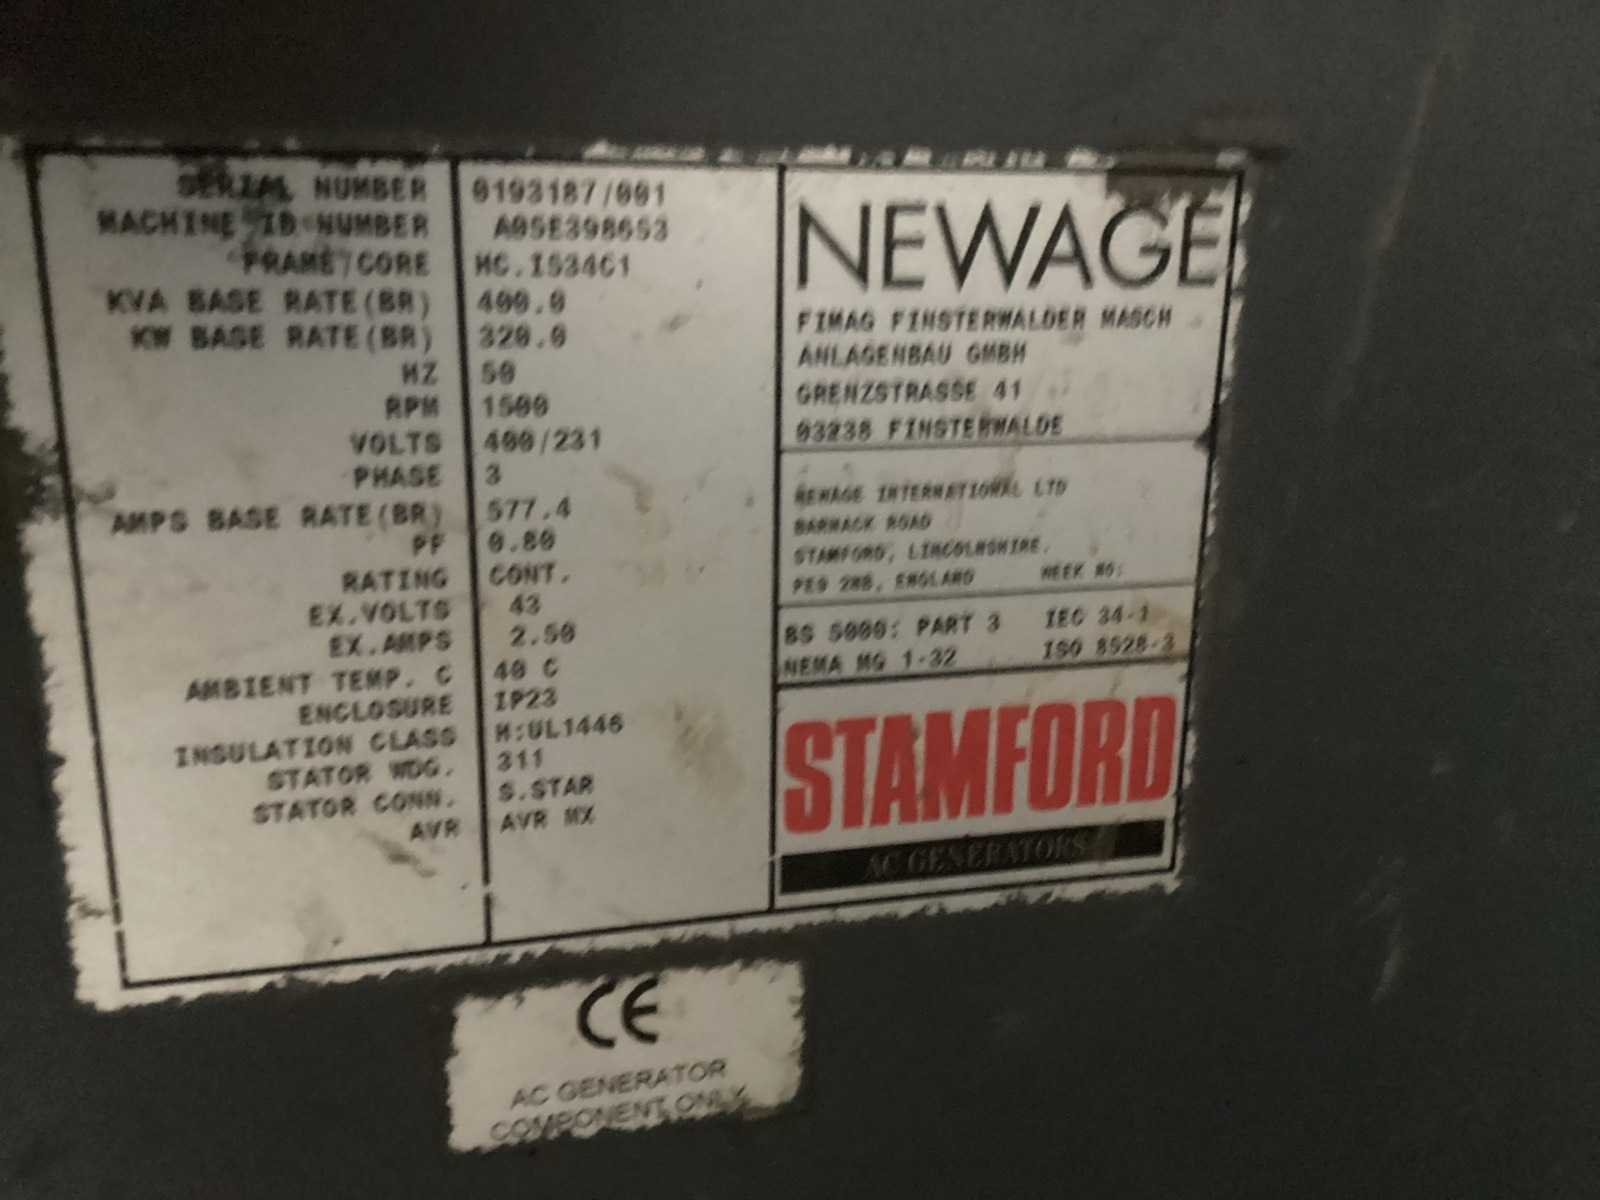 SERIAL NUMBER 0193187/001
MACHINE ID NUMBER A05E398653
FRAME/CORE HC.I534C1
KVA BASE RATE(BR) 400.0
KW BASE RATE(BR) 320.0
HZ 50
RPM 1500
VOLTS 400/231
PHASE 3
AMPS BASE RATE(BR) 577.4
PF 0.80
RATING CONT.
EX.VOLTS 43
EX.AMPS 2.50
AMBIENT TEMP. C 40 C
ENCLOSURE IP23
INSULATION CLASS H:UL1446
STATOR WDG. 311
STATOR CONN. S.STAR
AVR AVR MX
NEWAGE
FIMAG FINSTERWALDER MASCH
ANLAGENBAU GMBH
GRENZSTRASSE 41
03238 FINSTERWALDE
NEWAGE INTERNATIONAL LTD
BARNACK ROAD
STAMFORD, LINCOLNSHIRE.
PE9 2NB, ENGLAND WEEK NO:
BS 5000: PART 3 IEC 34-1
NEMA MG 1-32 ISO 8528-3
STAMFORD
AC GENERATORS
CE
AC GENERATOR
COMPONENT ONLY